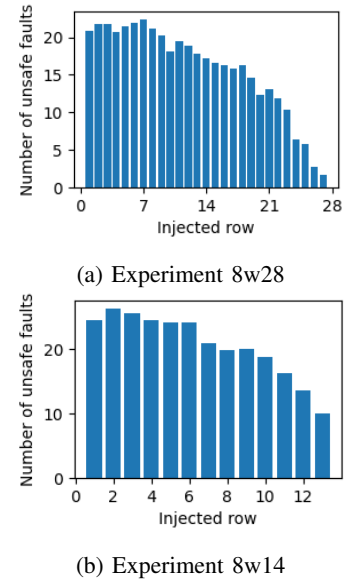 Number of unsafe faults
20
15
10
5
0
0 7 14 21 28
Injected row
(a) Experiment 8w28
Number of unsafe faults
20
10
0
0 2 4 6 8 10 12
Injected row
(b) Experiment 8w14